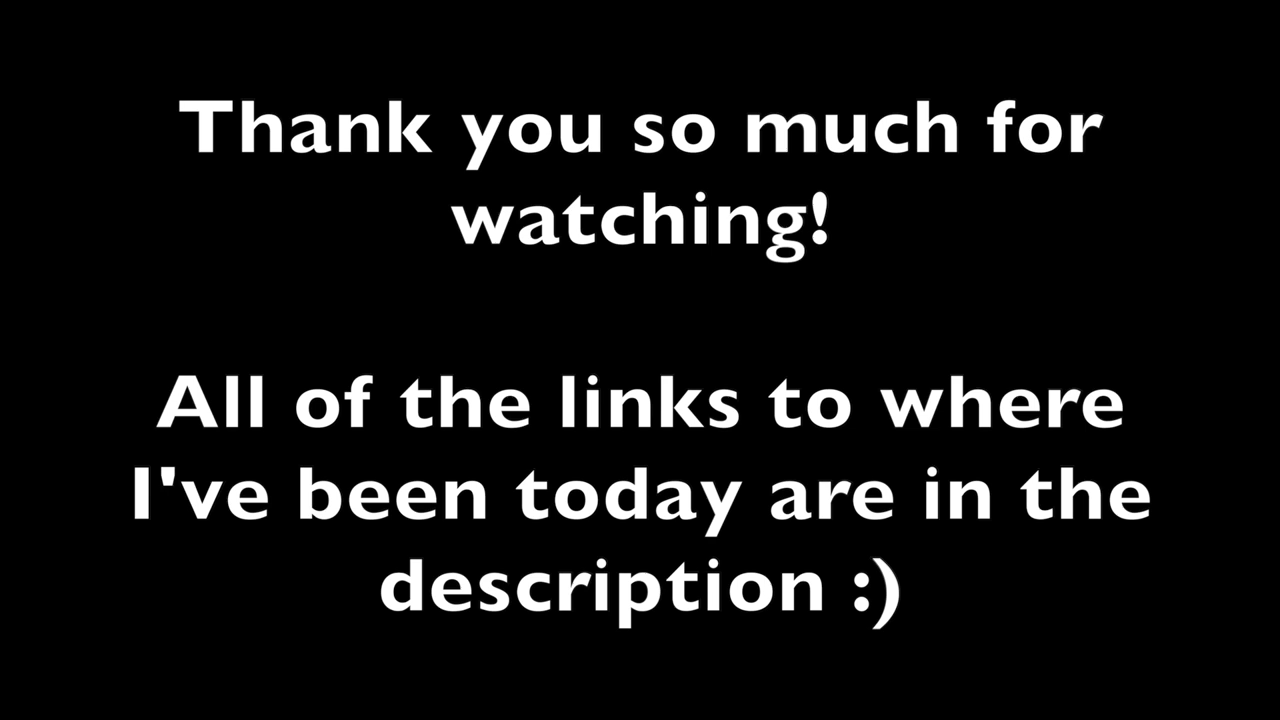 Thank you so much for
watching!
All of the links to where
I've been today are in the
description :)